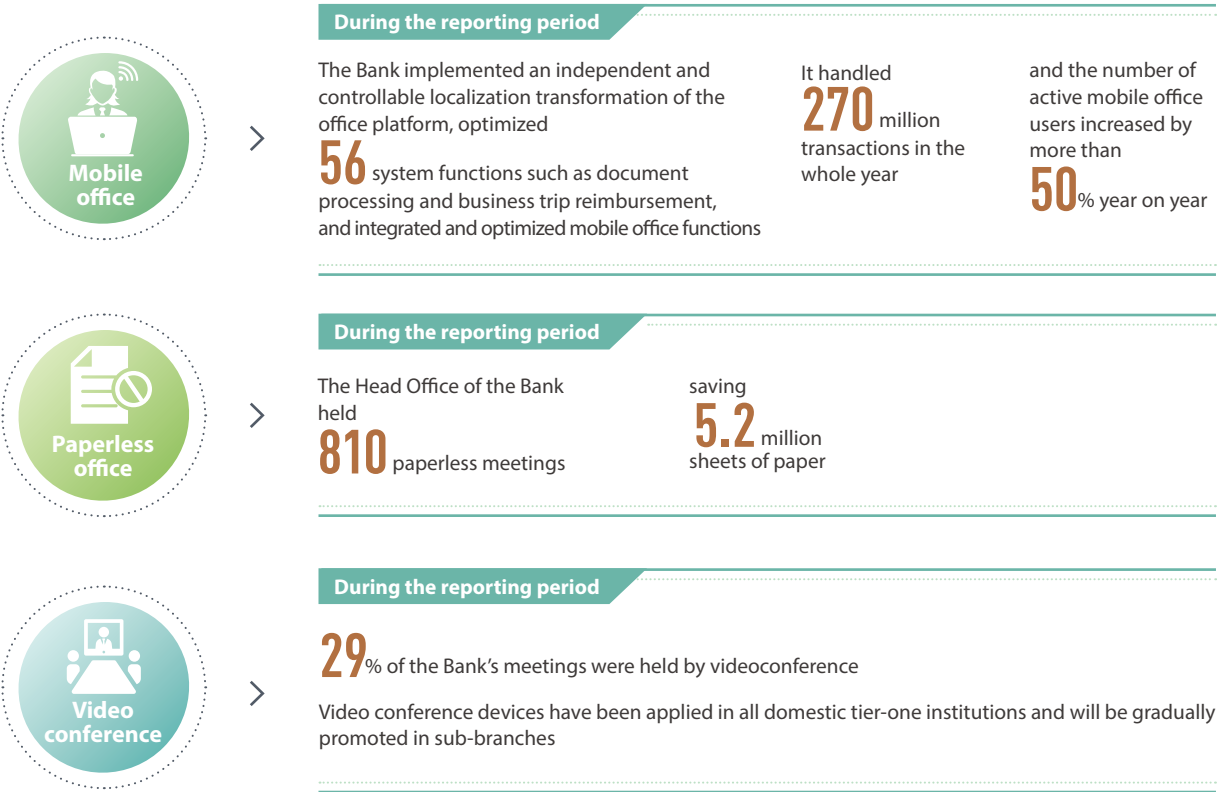 Mobile
office
During the reporting period
The Bank implemented an independent and
controllable localization transformation of the
office platform, optimized
56 system functions such as document
processing and business trip reimbursement,
and integrated and optimized mobile office functions
It handled
270 million
transactions in the
whole year
and the number of
active mobile office
users increased by
more than
50% year on year
Paperless
office
During the reporting period
The Head Office of the Bank
held
810 paperless meetings
saving
5.2 million
sheets of paper
Video
conference
During the reporting period
29% of the Bank’s meetings were held by videoconference
Video conference devices have been applied in all domestic tier-one institutions and will be gradually
promoted in sub-branches